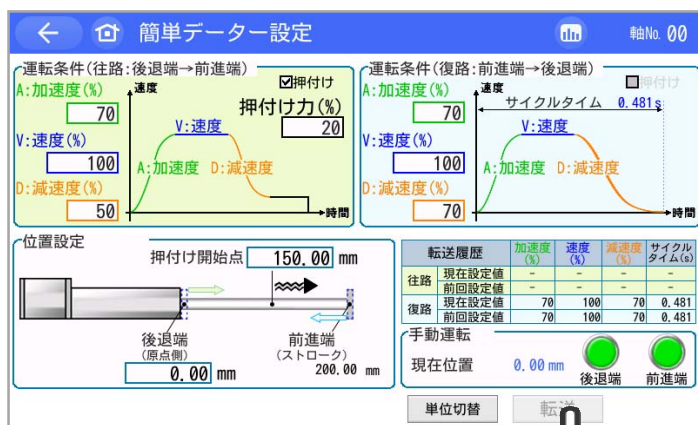 簡単データー設定
軸No. 00
運転条件(往路:後退端→前進端)
A:加速度(%)
70
V:速度(%)
100
D:減速度(%)
50
速度
押付け
押付け力(%)
20
V:速度
A:加速度 D:減速度
時間
運転条件(復路:前進端→後退端)
A:加速度(%)
70
V:速度(%)
100
D:減速度(%)
70
速度
押付け
サイクルタイム 0.481s
V:速度
A:加速度 D:減速度
時間
位置設定
押付け開始点 150.00 mm
後退端
(原点側)
0.00 mm
前進端
(ストローク)
200.00 mm
転送履歴 加速度(%) 速度(%) 減速度(%) サイクルタイム(s)
往路 現在設定値 - - - -
前回設定値 - - - -
復路 現在設定値 70 100 70 0.481
前回設定値 70 100 70 0.481
手動運転
現在位置 0.00 mm
後退端 前進端
単位切替
転送